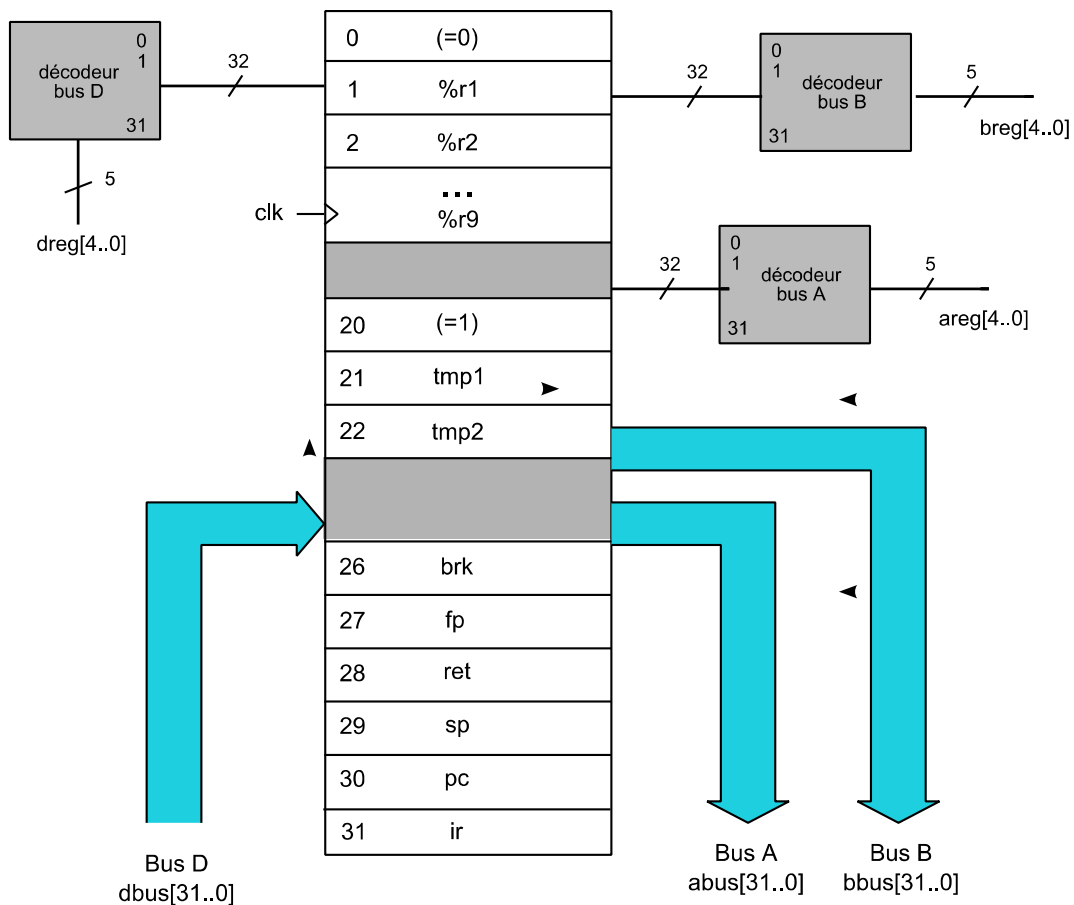 décodeur
bus D
0
1
31
32
5
dreg[4..0]
clk
0 (=0)
1 %r1
2 %r2
...
%r9
20 (=1)
21 tmp1
22 tmp2
26 brk
27 fp
28 ret
29 sp
30 pc
31 ir
32
0
1
décodeur
bus B
31
5
breg[4..0]
32
0
1
décodeur
bus A
31
5
areg[4..0]
Bus D
dbus[31..0]
Bus A
abus[31..0]
Bus B
bbus[31..0]